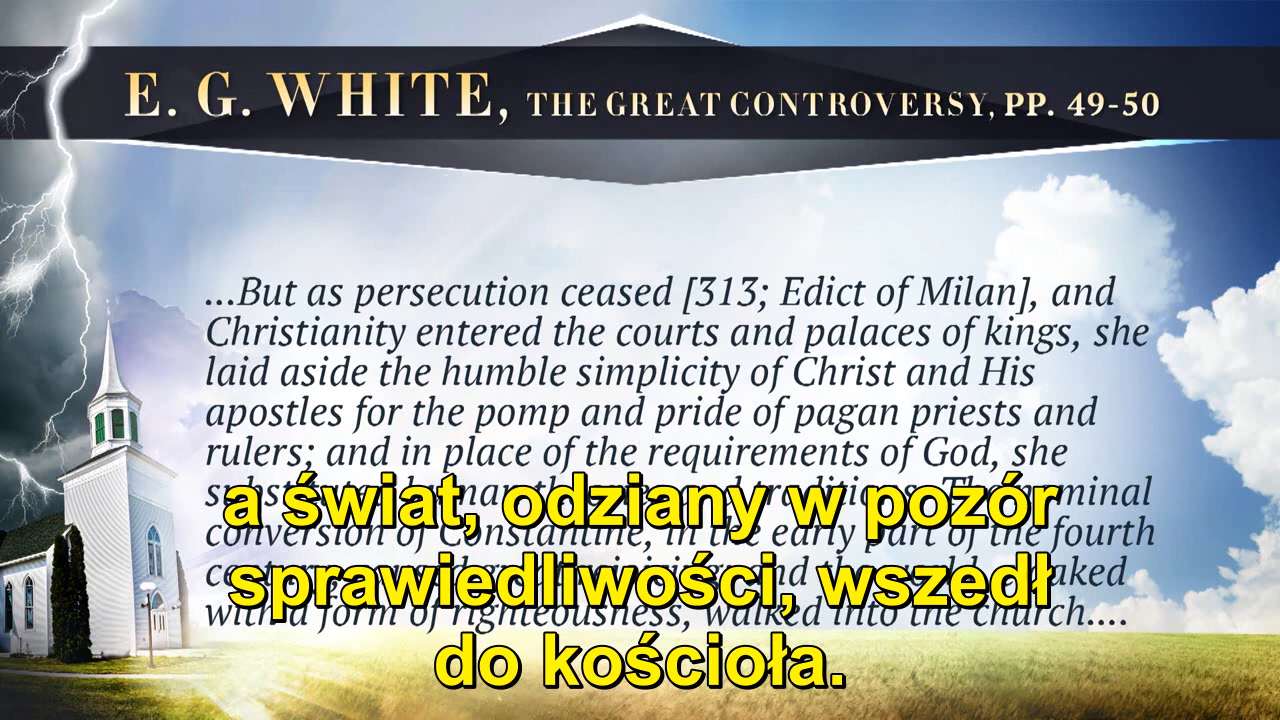 E. G. WHITE, THE GREAT CONTROVERSY, PP. 49-50
...But as persecution ceased [313; Edict of Milan], and
Christianity entered the courts and palaces of kings, she
laid aside the humble simplicity of Christ and His
apostles for the pomp and pride of pagan priests and
rulers; and in place of the requirements of God, she
conversion of Constantine, in the early part of the fourth
with a form of righteousness, walked into the church....
a świat, odziany w pozór
sprawiedliwości, wszedł
do kościoła.